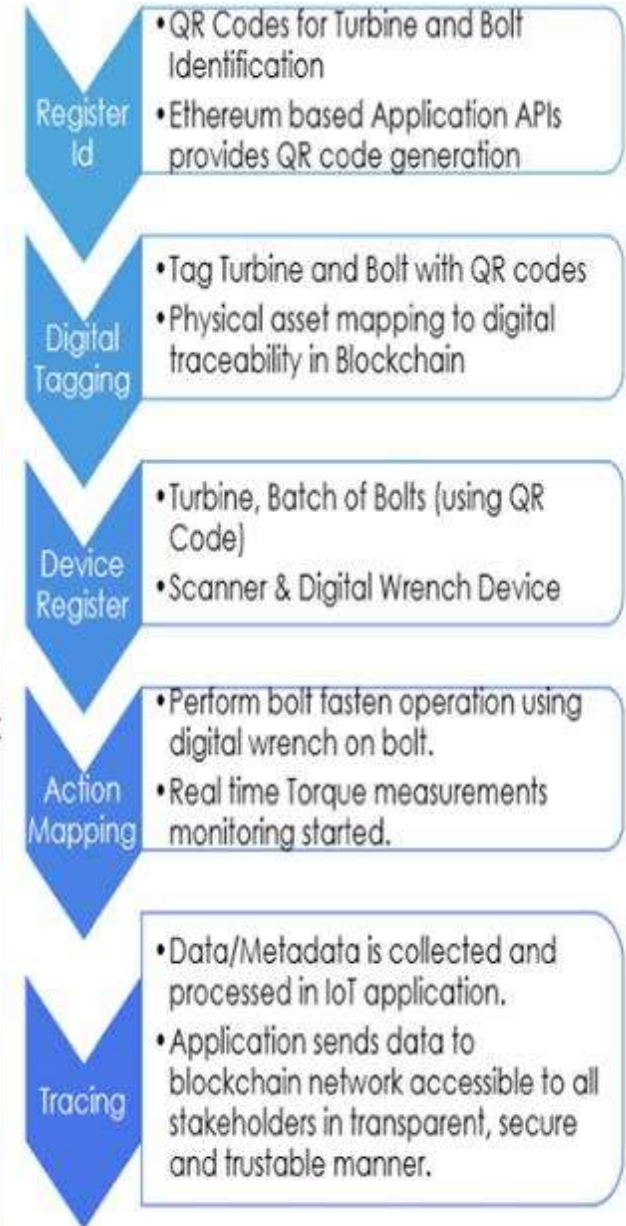 Register
Id
•QR Codes for Turbine and Bolt
Identification
•Ethereum based Application APIs
provides QR code generation
Digital
Tagging
•Tag Turbine and Bolt with QR codes
•Physical asset mapping to digital
traceability in Blockchain
Device
Register
•Turbine, Batch of Bolts (using QR
Code)
•Scanner & Digital Wrench Device
Action
Mapping
•Perform bolt fasten operation using
digital wrench on bolt.
•Real time Torque measurements
monitoring started.
Tracing
•Data/Metadata is collected and
processed in IoT application.
•Application sends data to
blockchain network accessible to all
stakeholders in transparent, secure
and trustable manner.